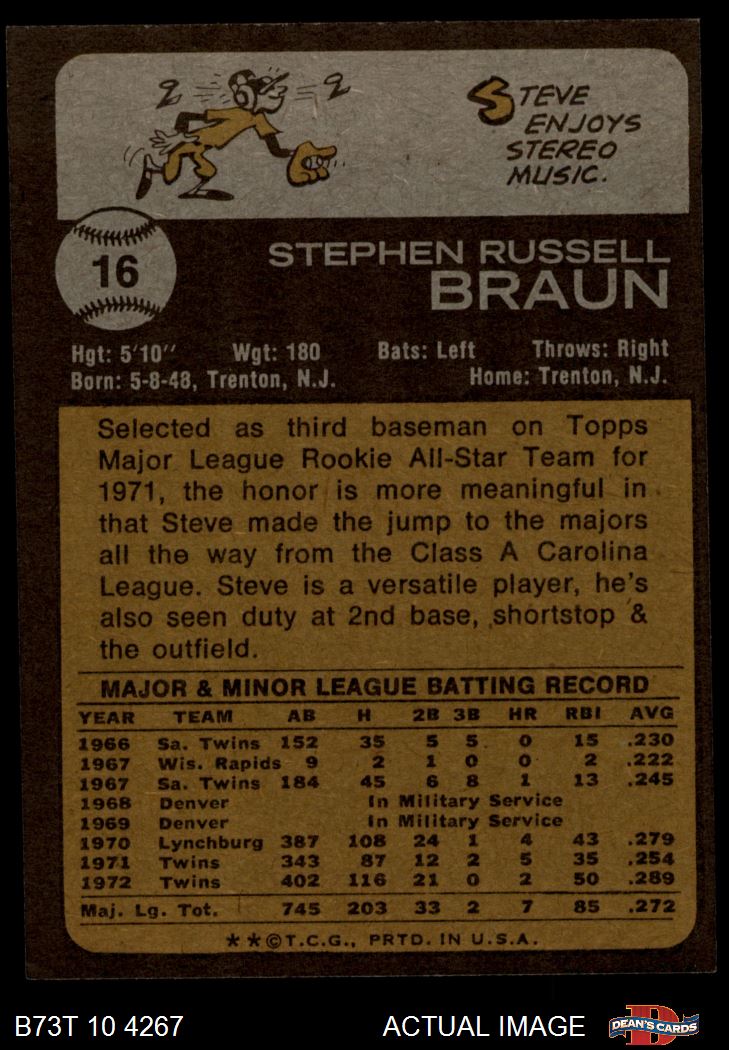 STEVE
ENJOYS
STEREO
MUSIC.
16
STEPHEN RUSSELL
BRAUN
Hgt: 5'10'' Wgt: 180 Bats: Left Throws: Right
Born: 5-8-48, Trenton, N.J. Home: Trenton, N.J.
Selected as third baseman on Topps
Major League Rookie All-Star Team for
1971, the honor is more meaningful in
that Steve made the jump to the majors
all the way from the Class A Carolina
League. Steve is a versatile player, he's
also seen duty at 2nd base, shortstop &
the outfield.
MAJOR & MINOR LEAGUE BATTING RECORD
YEAR TEAM AB H 2B 3B HR RBI AVG
1966 Sa. Twins 152 35 5 5 0 15 .230
1967 Wis. Rapids 9 2 1 0 0 2 .222
1967 Sa. Twins 184 45 6 8 1 13 .245
1968 Denver In Military Service
1969 Denver In Military Service
1970 Lynchburg 387 108 24 1 4 43 .279
1971 Twins 343 87 12 2 5 35 .254
1972 Twins 402 116 21 0 2 50 .289
Maj. Lg. Tot. 745 203 33 2 7 85 .272
**©T.C.G., PRTD. IN U.S.A.
B73T 10 4267 ACTUAL IMAGE D DEAN'S CARDS